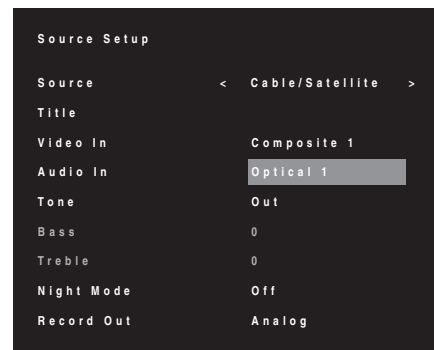 Source Setup
Source < Cable/Satellite >
Title
Video In Composite 1
Audio In Optical 1
Tone Out
Bass 0
Treble 0
Night Mode Off
Record Out Analog